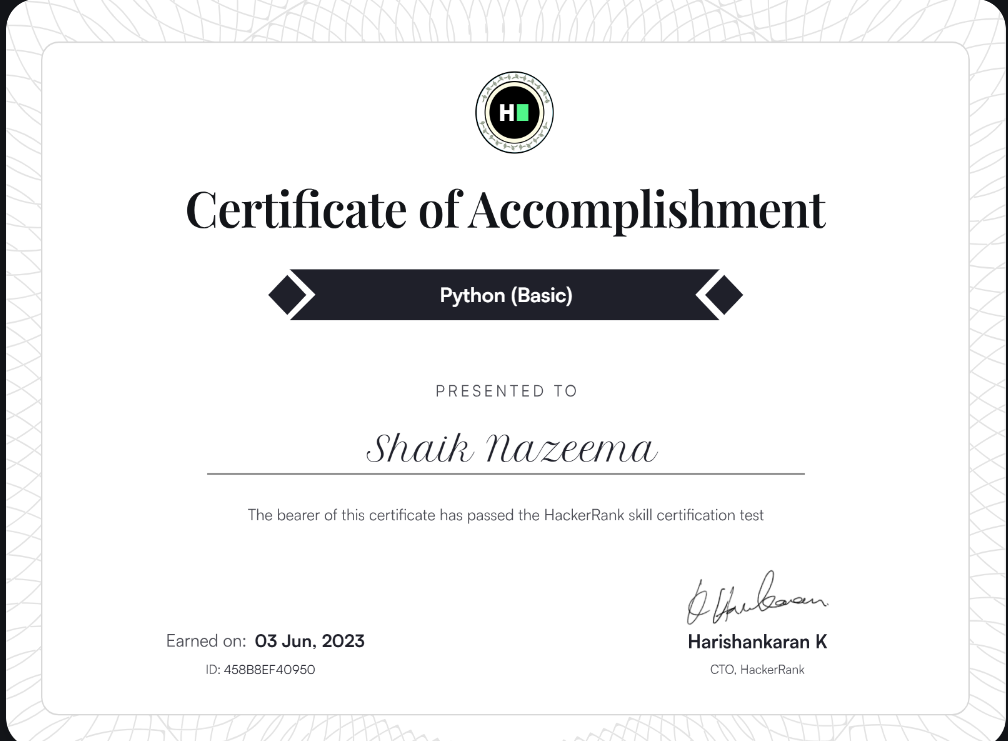 H
Certificate of Accomplishment
Python (Basic)
PRESENTED TO
Shaik Nazeema
The bearer of this certificate has passed the HackerRank skill certification test
Earned on: 03 Jun, 2023
ID: 458B8EF40950
Harishankaran K
CTO, HackerRank